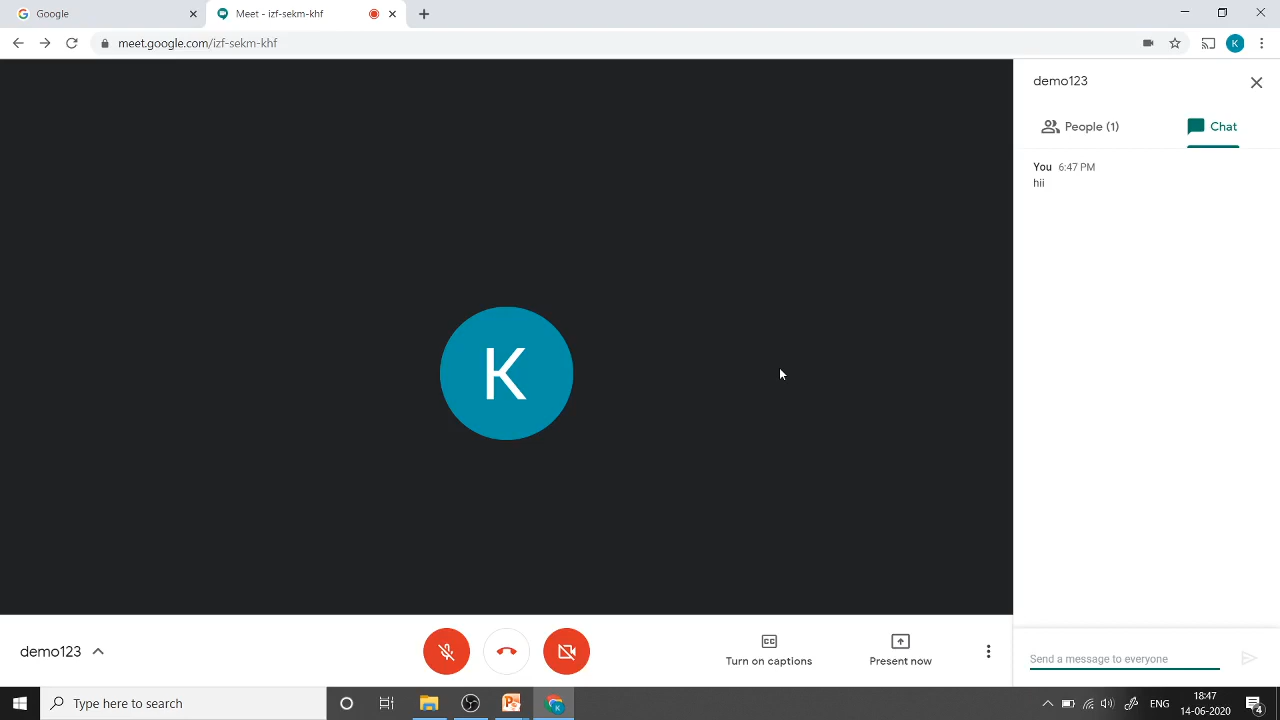 Google
Meet - izf-sekm-khf
meet.google.com/izf-sekm-khf
K
demo123
People (1)
Chat
You 6:47 PM
hii
K
demo123
CC
Turn on captions
Present now
Send a message to everyone
Type here to search
ENG
18:47
14-06-2020
4